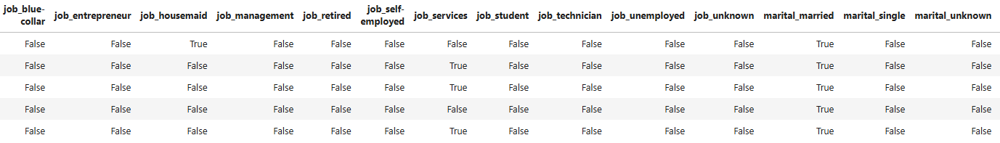 job_blue-collar job_entrepreneur job_housemaid job_management job_retired job_self-employed job_services job_student job_technician job_unemployed job_unknown marital_married marital_single marital_unknown
False False True False False False False False False False False True False False
False False False False False False True False False False False True False False
False False False False False False True False False False False True False False
False False False False False False False False False False False True False False
False False False False False False True False False False False True False False